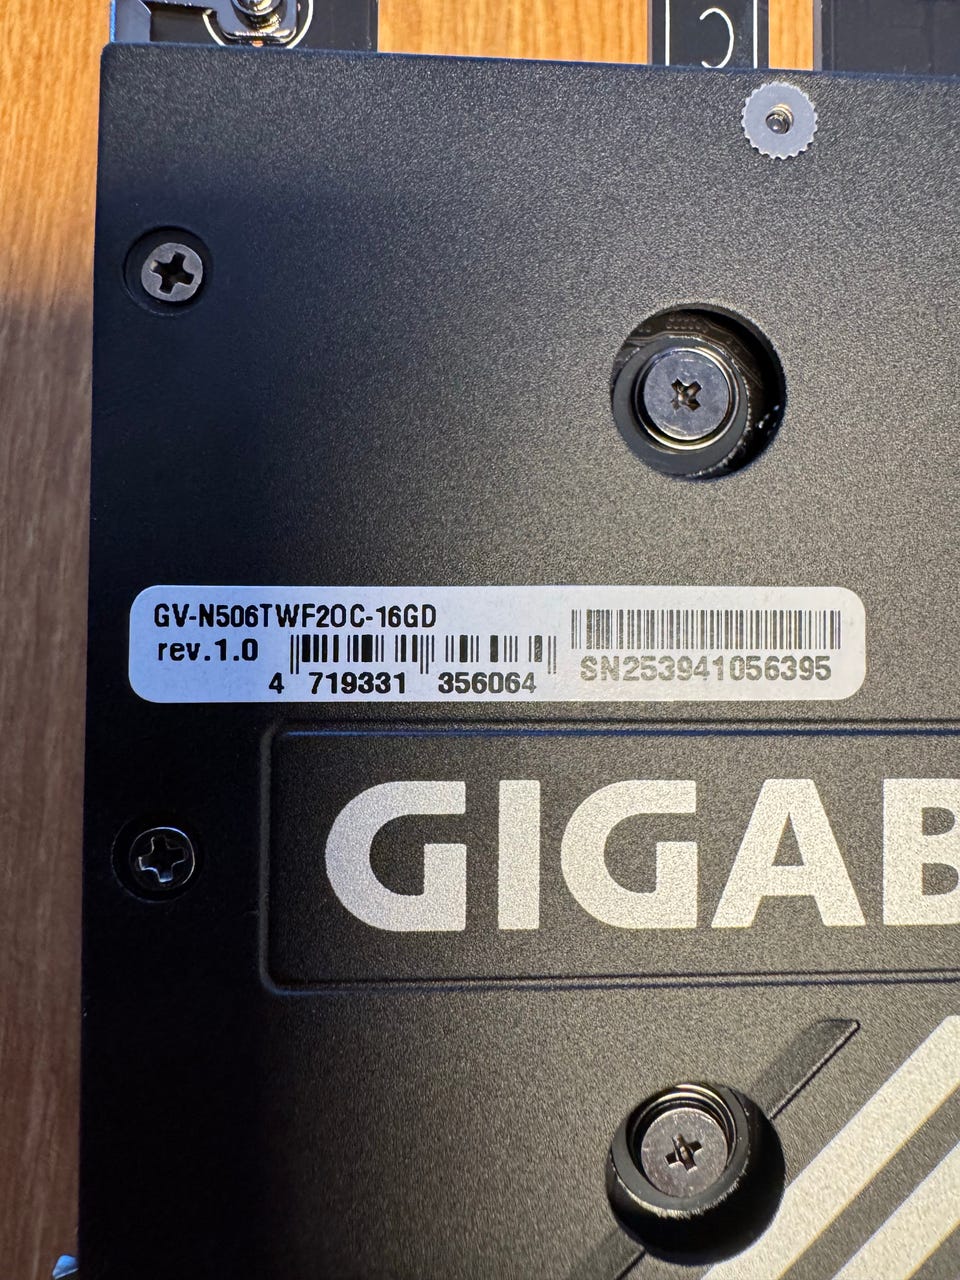 GV-N506TWF2OC-16GD
rev.1.0
4 719331 356064
SN253941056395
GIGAB